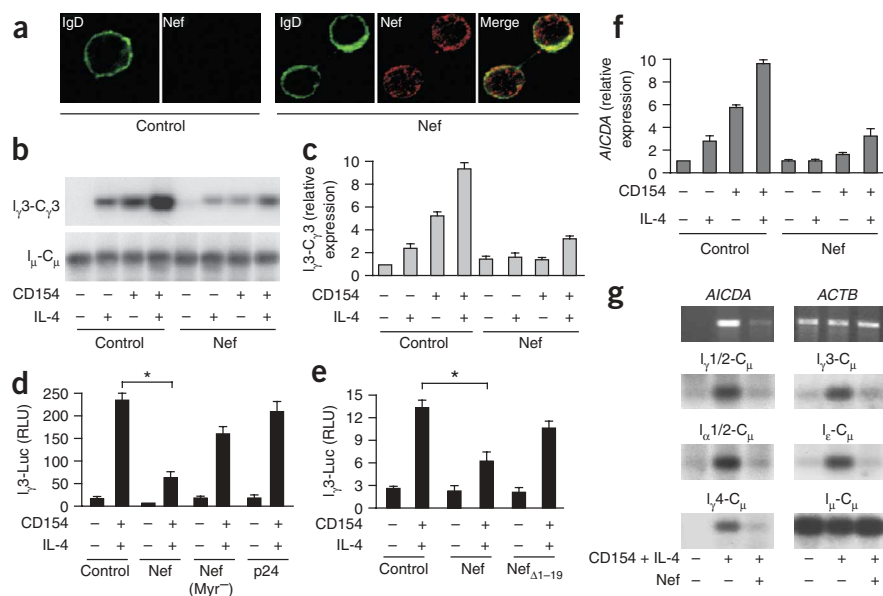 a
IgD
Nef
IgD
Nef
Merge
Control
Nef
b
Iγ3-Cγ3
Iμ-Cμ
CD154 – – + + – – + +
IL-4 – + – + – + – +
Control
Nef
c
Iγ3-Cγ3 (relative
expression)
10
8
6
4
2
0
CD154 – – + + – – + +
IL-4 – + – + – + – +
Control
Nef
d
Iγ3-Luc (RLU)
250
200
150
100
50
0
*
CD154 – + – + – + – +
IL-4 – + – + – + – +
Control
Nef
Nef
(Myr–)
p24
e
Iγ3-Luc (RLU)
15
12
9
6
3
0
*
CD154 – + – + – +
IL-4 – + – + – +
Control
Nef
NefΔ1–19
f
AICDA (relative
expression)
10
8
6
4
2
0
CD154 – – + + – – + +
IL-4 – + – + – + – +
Control
Nef
g
AICDA
ACTB
Iγ1/2-Cμ
Iγ3-Cμ
Iα1/2-Cμ
Iε-Cμ
Iγ4-Cμ
Iμ-Cμ
CD154 + IL-4 – + + – + +
Nef – – + – – +